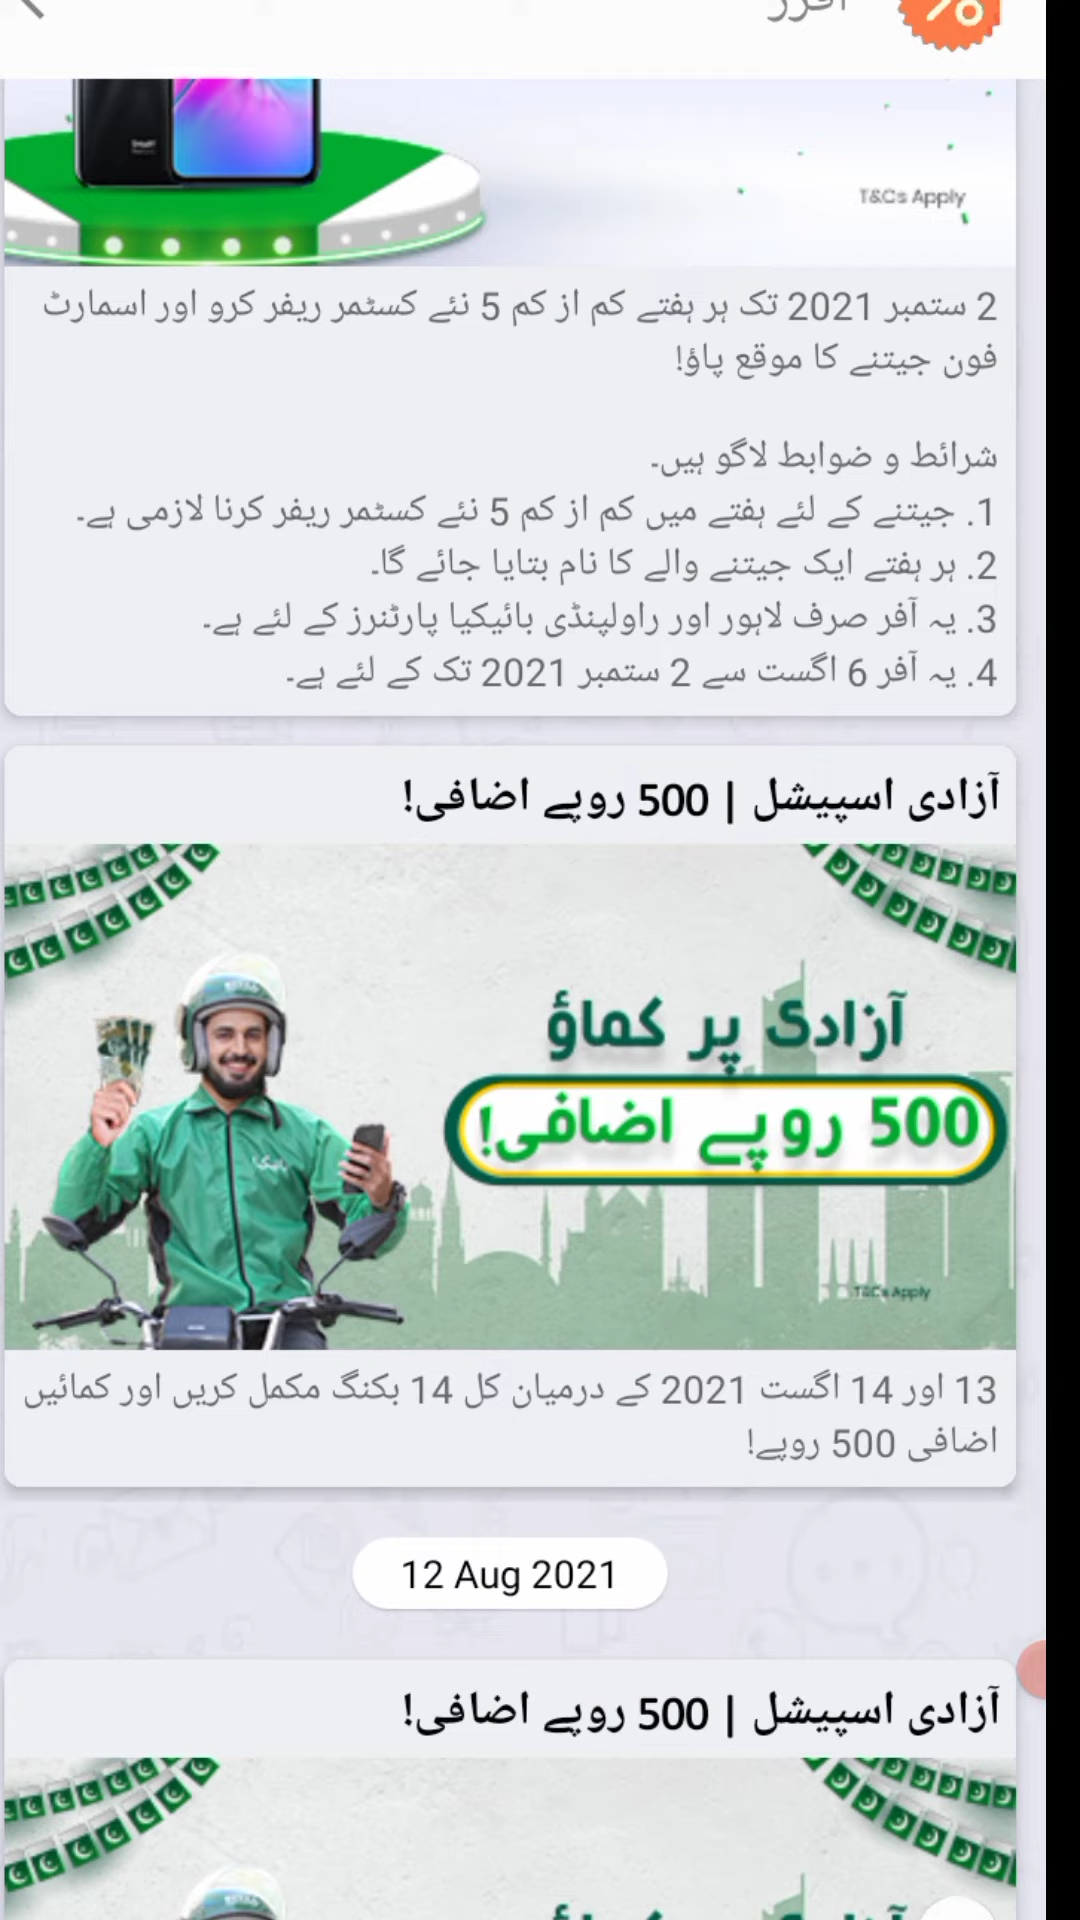 آفرز
T&Cs Apply
2 ستمبر 2021 تک ہر ہفتے کم از کم 5 نئے کسٹمر ریفر کرو اور اسمارٹ
فون جیتنے کا موقع پاؤ!
شرائط و ضوابط لاگو ہیں۔
1. جیتنے کے لئے ہفتے میں کم از کم 5 نئے کسٹمر ریفر کرنا لازمی ہے۔
2. ہر ہفتے ایک جیتنے والے کا نام بتایا جائے گا۔
3. یہ آفر صرف لاہور اور راولپنڈی بائیکیا پارٹنرز کے لئے ہے۔
4. یہ آفر 6 اگست سے 2 ستمبر 2021 تک کے لئے ہے۔
آزادی اسپیشل | 500 روپے اضافی!
آزادی پر کماؤ
500 روپے اضافی!
T&Cs Apply
13 اور 14 اگست 2021 کے درمیان کل 14 بکنگ مکمل کریں اور کمائیں
اضافی 500 روپے!
12 Aug 2021
آزادی اسپیشل | 500 روپے اضافی!